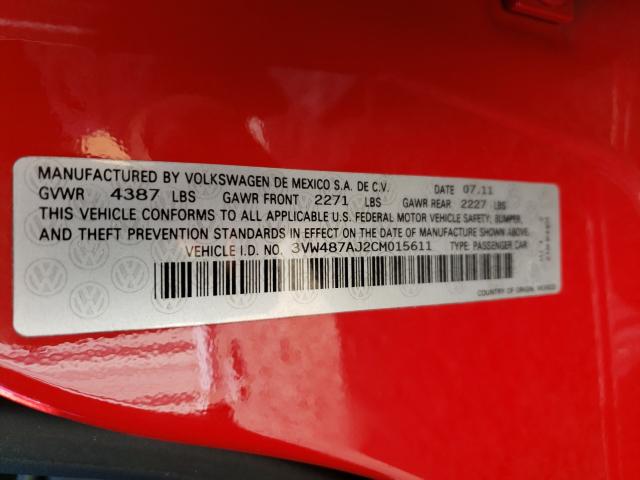 MANUFACTURED BY VOLKSWAGEN DE MEXICO S.A. DE C.V. DATE 07.11
GVWR 4387 LBS GAWR FRONT 2271 LBS GAWR REAR 2227 LBS
THIS VEHICLE CONFORMS TO ALL APPLICABLE U.S. FEDERAL MOTOR VEHICLE SAFETY, BUMPER,
AND THEFT PREVENTION STANDARDS IN EFFECT ON THE DATE OF MANUFACTURE SHOWN ABOVE.
VEHICLE I.D. NO. 3VW487AJ2CM015611 TYPE: PASSENGER CAR
COUNTRY OF ORIGIN, MEXICO